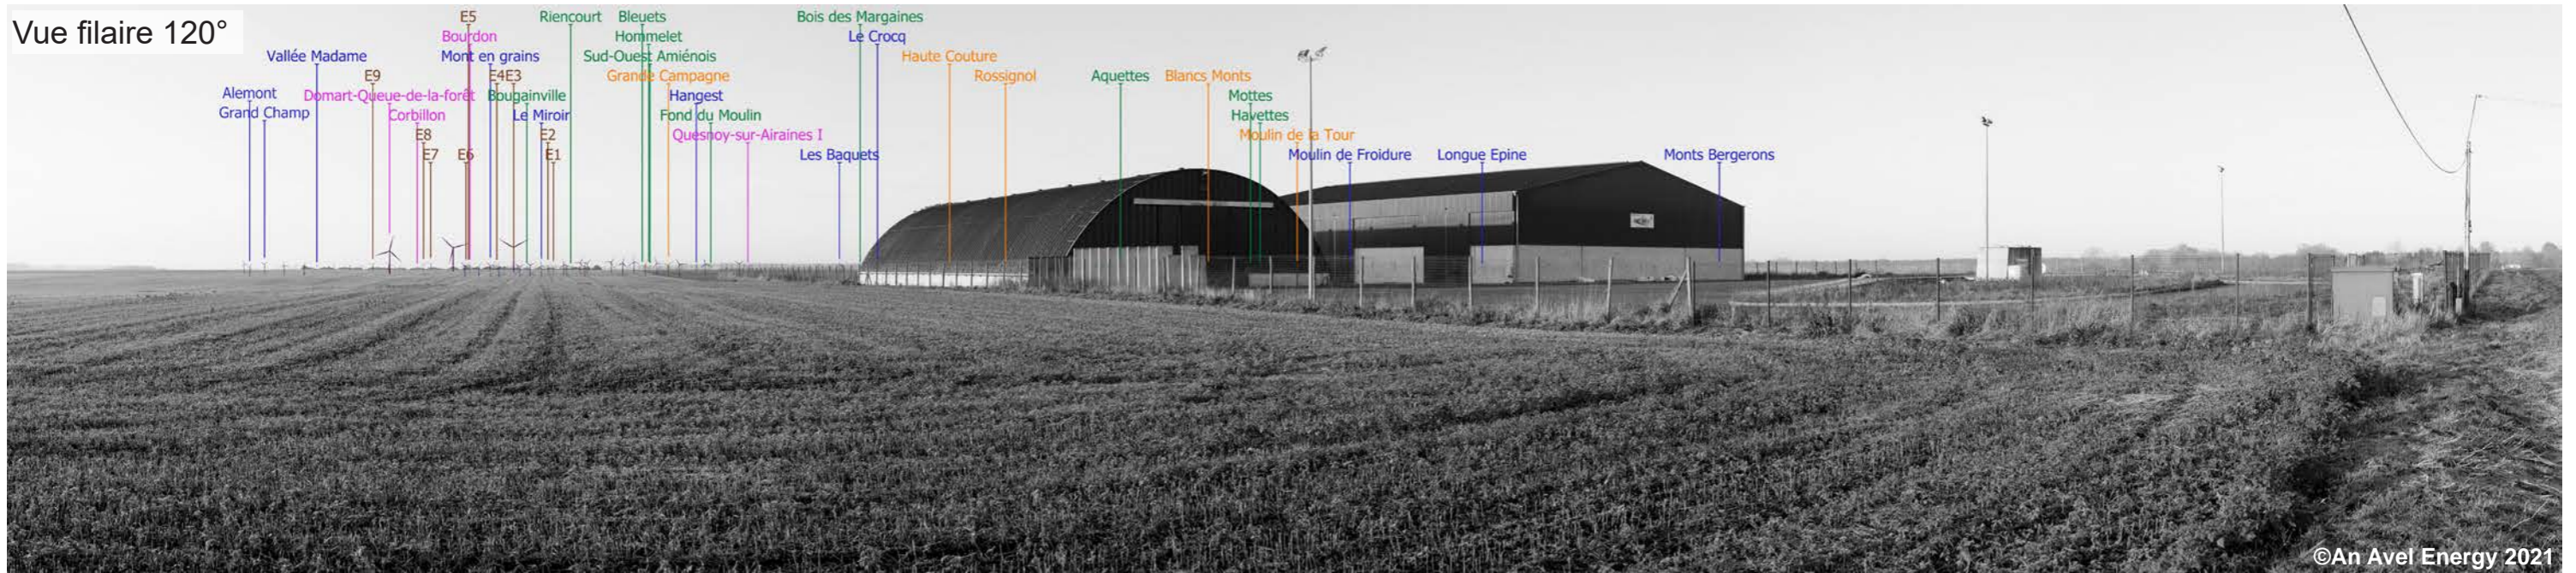 Vue filaire 120°
E5
Riencourt
Bleuets
Bois des Margaines
Bourdon
Hommelet
Le Crocq
Vallée Madame
Mont en grains
Sud-Ouest Amiénois
Haute Couture
E9
E4
E3
Grande Campagne
Rossignol
Aquettes
Blancs Monts
Alemont
Domart-Queue-de-la-forêt
Bougainville
Hangest
Mottes
Grand Champ
Corbillon
Le Miroir
Fond du Moulin
Havettes
E8
E2
Quesnoy-sur-Airaines I
Moulin de la Tour
E7
E6
E1
Les Baquets
Moulin de Froidure
Longue Epine
Monts Bergerons
©An Avel Energy 2021